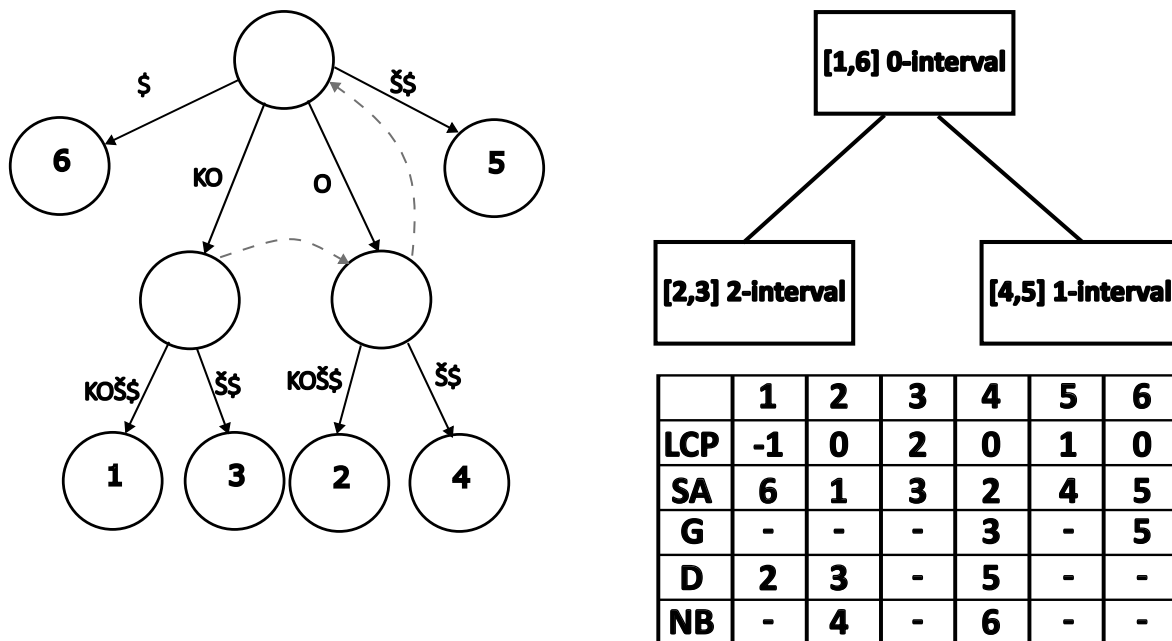 $
Š$
6
5
KO
O
KOŠ$
Š$
KOŠ$
Š$
1
3
2
4
[1,6] 0-interval
[2,3] 2-interval
[4,5] 1-interval
1 2 3 4 5 6
LCP -1 0 2 0 1 0
SA 6 1 3 2 4 5
G - - - 3 - 5
D 2 3 - 5 - -
NB - 4 - 6 - -